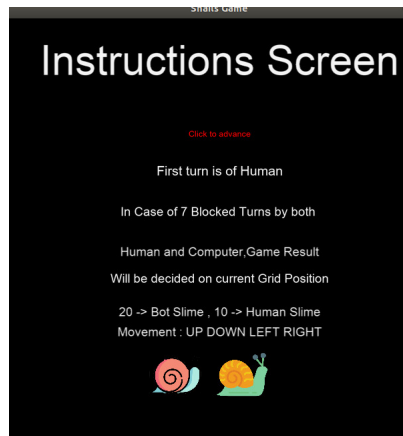 Snails Game
Instructions Screen
Click to advance
First turn is of Human
In Case of 7 Blocked Turns by both
Human and Computer,Game Result
Will be decided on current Grid Position
20 -> Bot Slime , 10 -> Human Slime
Movement : UP DOWN LEFT RIGHT